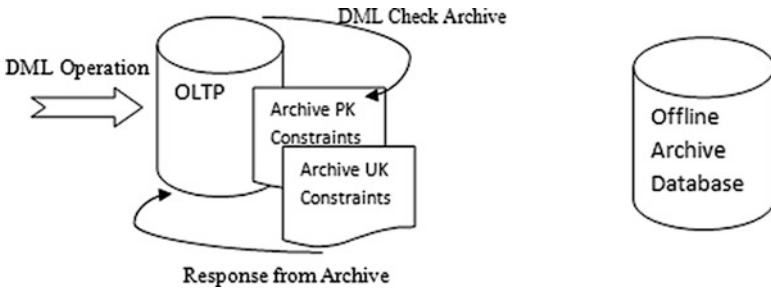 DML Check Archive
DML Operation
OLTP
Archive PK
Constraints
Archive UK
Constraints
Response from Archive
Offline
Archive
Database